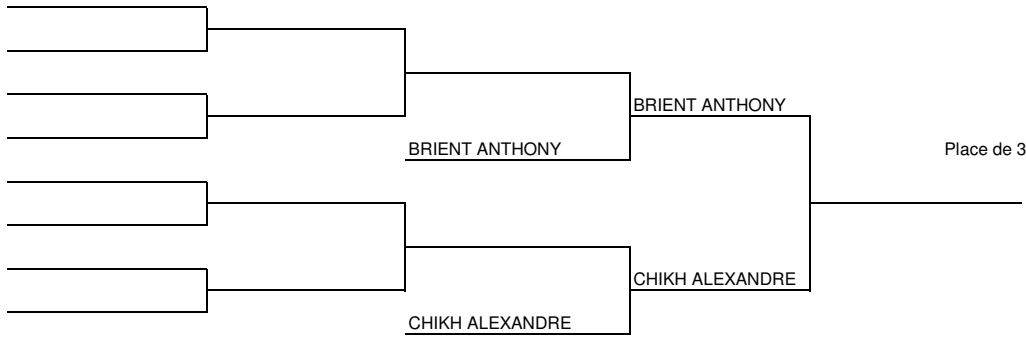 BRIENT ANTHONY
BRIENT ANTHONY
Place de 3
CHIKH ALEXANDRE
CHIKH ALEXANDRE